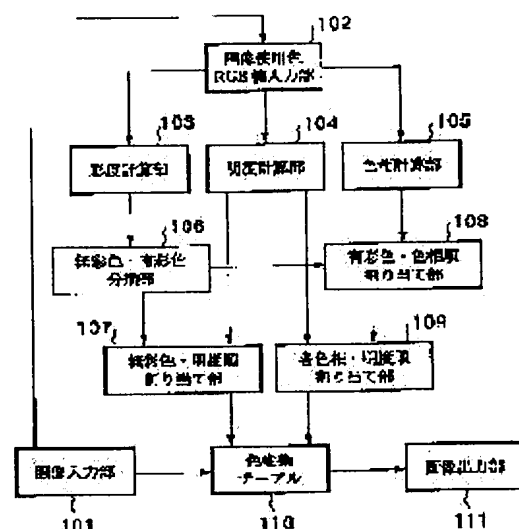 102
画像使用色
RGB値入力部
103
104
105
彩度計算部
明度計算部
色相計算部
106
108
無彩色・有彩色
分割部
有彩色・色相順
割り当て部
107
109
無彩色・明度順
割り当て部
各色相・明度順
割り当て部
画像入力部
色変換
テーブル
画像出力部
101
110
111